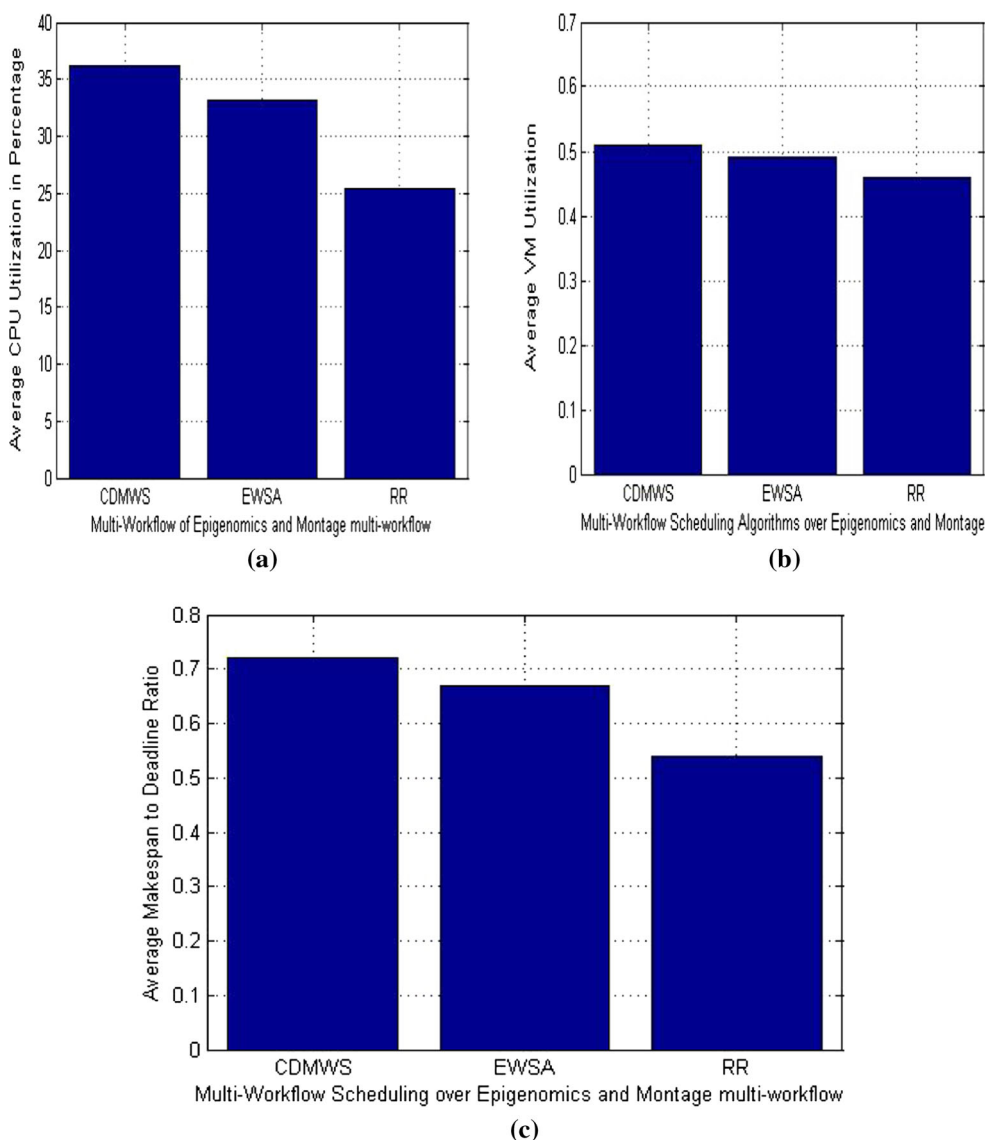 40
35
30
25
20
15
10
5
0
Average CPU Utilization in Percentage
CDMWS EWSA RR
Multi-Workflow of Epigenomics and Montage multi-workflow
(a)
0.7
0.6
0.5
0.4
0.3
0.2
0.1
0
Average VM Utilization
CDMWS EWSA RR
Multi-Workflow Scheduling Algorithms over Epigenomics and Montage
(b)
0.8
0.7
0.6
0.5
0.4
0.3
0.2
0.1
0
Average Makespan to Deadline Ratio
CDMWS EWSA RR
Multi-Workflow Scheduling over Epigenomics and Montage multi-workflow
(c)